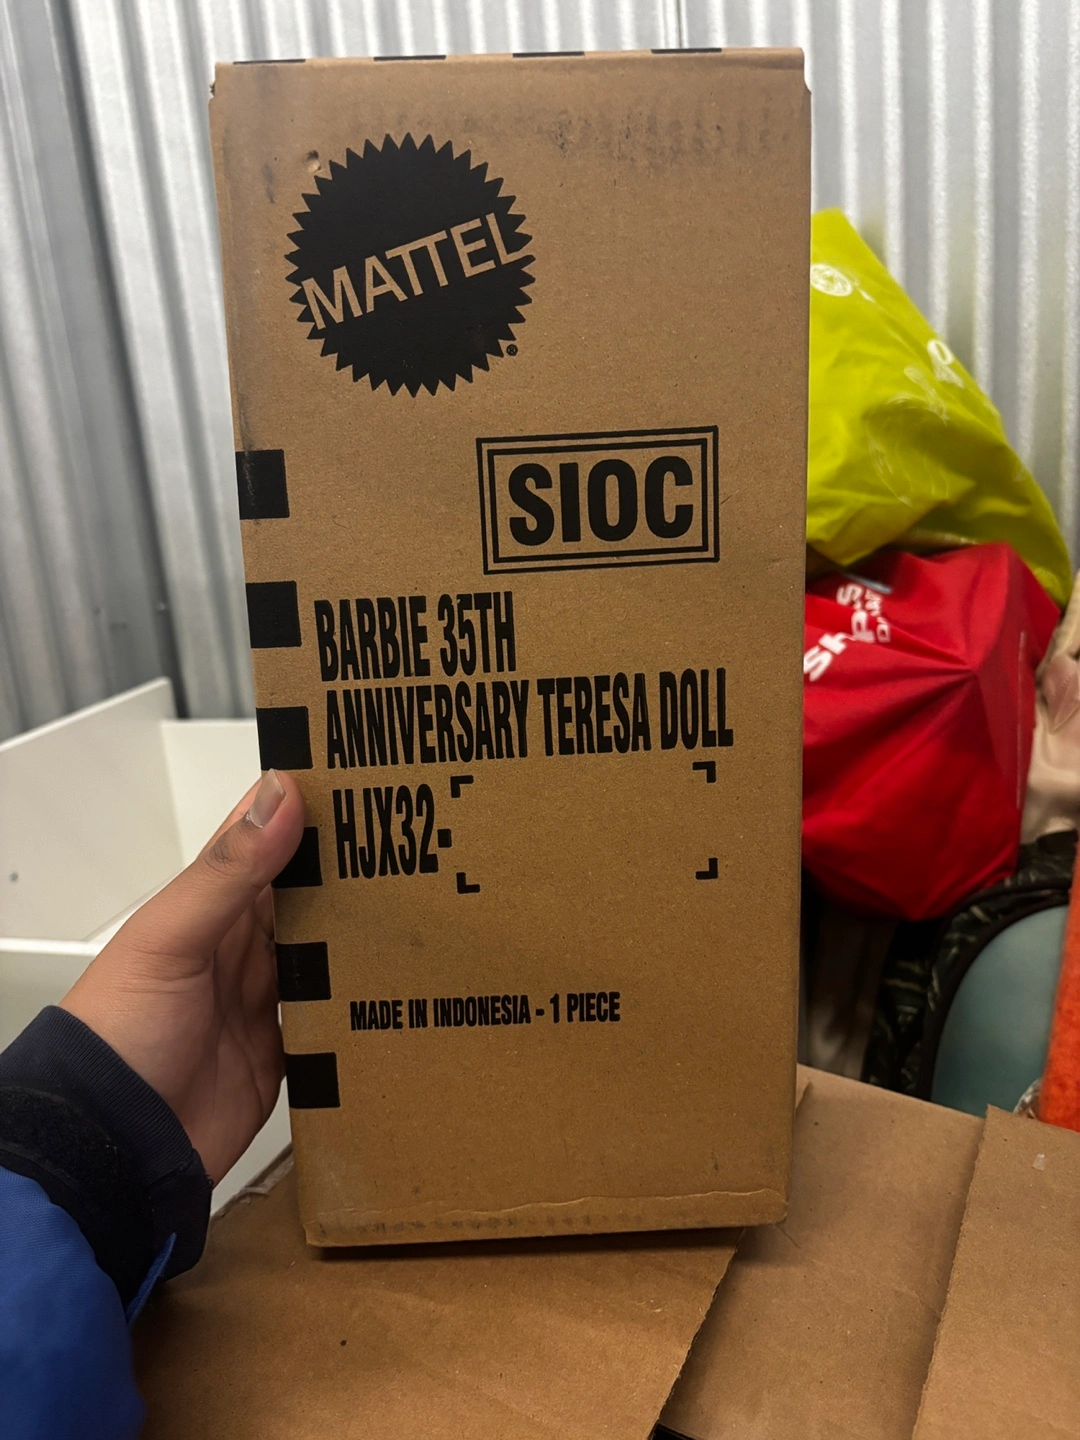 MATTEL
®
SIOC
BARBIE 35TH
ANNIVERSARY TERESA DOLL
HJX32-
MADE IN INDONESIA - 1 PIECE